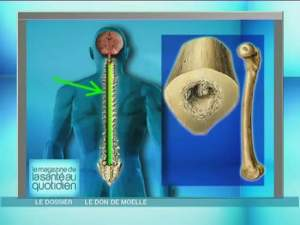 le magazine de
la santé au
quotidien
LE DOSSIER LE DON DE MOELLE